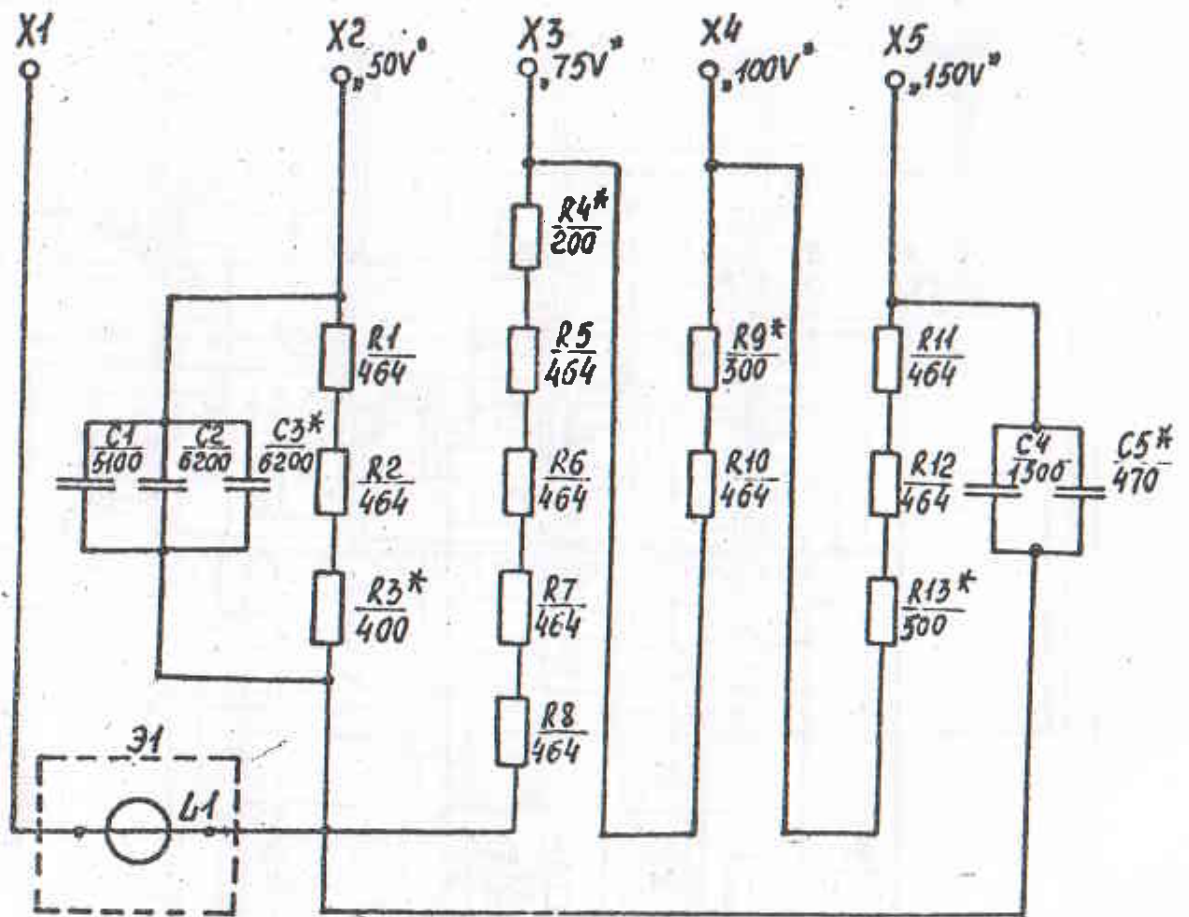 X1
X2
„50V"
X3
„75V"
X4
„100V"
X5
„150V"
R4*
200
R1
464
R5
464
R9*
300
R11
464
C1
5100
C2
6200
C3*
6200
R2
464
R6
464
R10
464
R12
464
C4
1300
C5*
470
R3*
400
R7
464
R13*
500
R8
464
Э1
L1